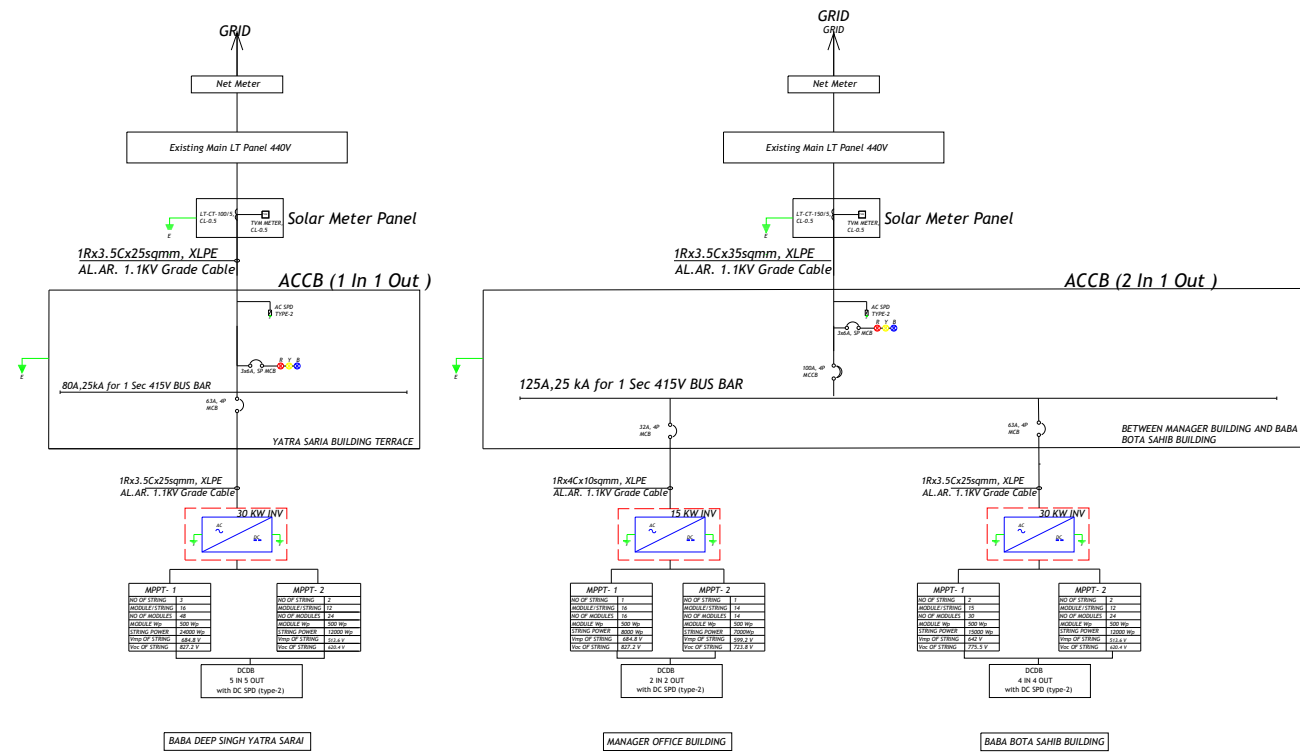 GRID
Net Meter
Existing Main LT Panel 440V
LT-CT-100/5,
CL-0.5
TVM METER,
CL-0.5
Solar Meter Panel
E
1Rx3.5Cx25sqmm, XLPE
AL.AR. 1.1KV Grade Cable
ACCB (1 In 1 Out )
AC SPD
TYPE-2
R Y B
3x6A, SP MCB
E
80A,25kA for 1 Sec 415V BUS BAR
63A, 4P
MCB
YATRA SARIA BUILDING TERRACE
1Rx3.5Cx25sqmm, XLPE
AL.AR. 1.1KV Grade Cable
30 KW INV
AC
DC
MPPT- 1
NO OF STRING 3
MODULE/STRING 16
NO OF MODULES 48
MODULE Wp 500 Wp
STRING POWER 24000 Wp
Vmp OF STRING 684.8 V
Voc OF STRING 827.2 V
MPPT- 2
NO OF STRING 2
MODULE/STRING 12
NO OF MODULES 24
MODULE Wp 500 Wp
STRING POWER 12000 Wp
Vmp OF STRING 513.6 V
Voc OF STRING 620.4 V
DCDB
5 IN 5 OUT
with DC SPD (type-2)
BABA DEEP SINGH YATRA SARAI
GRID
GRID
Net Meter
Existing Main LT Panel 440V
LT-CT-150/5,
CL-0.5
TVM METER,
CL-0.5
Solar Meter Panel
E
1Rx3.5Cx35sqmm, XLPE
AL.AR. 1.1KV Grade Cable
ACCB (2 In 1 Out )
AC SPD
TYPE-2
R Y B
3x6A, SP MCB
E
100A, 4P
MCCB
125A,25 kA for 1 Sec 415V BUS BAR
32A, 4P
MCB
63A, 4P
MCB
BETWEEN MANAGER BUILDING AND BABA
BOTA SAHIB BUILDING
1Rx4Cx10sqmm, XLPE
AL.AR. 1.1KV Grade Cable
15 KW INV
AC
DC
MPPT- 1
NO OF STRING 1
MODULE/STRING 16
NO OF MODULES 16
MODULE Wp 500 Wp
STRING POWER 8000 Wp
Vmp OF STRING 684.8 V
Voc OF STRING 827.2 V
MPPT- 2
NO OF STRING 1
MODULE/STRING 14
NO OF MODULES 14
MODULE Wp 500 Wp
STRING POWER 7000Wp
Vmp OF STRING 599.2 V
Voc OF STRING 723.8 V
DCDB
2 IN 2 OUT
with DC SPD (type-2)
MANAGER OFFICE BUILDING
1Rx3.5Cx25sqmm, XLPE
AL.AR. 1.1KV Grade Cable
30 KW INV
AC
DC
MPPT- 1
NO OF STRING 2
MODULE/STRING 15
NO OF MODULES 30
MODULE Wp 500 Wp
STRING POWER 15000 Wp
Vmp OF STRING 642 V
Voc OF STRING 775.5 V
MPPT- 2
NO OF STRING 2
MODULE/STRING 12
NO OF MODULES 24
MODULE Wp 500 Wp
STRING POWER 12000 Wp
Vmp OF STRING 513.6 V
Voc OF STRING 620.4 V
DCDB
4 IN 4 OUT
with DC SPD (type-2)
BABA BOTA SAHIB BUILDING